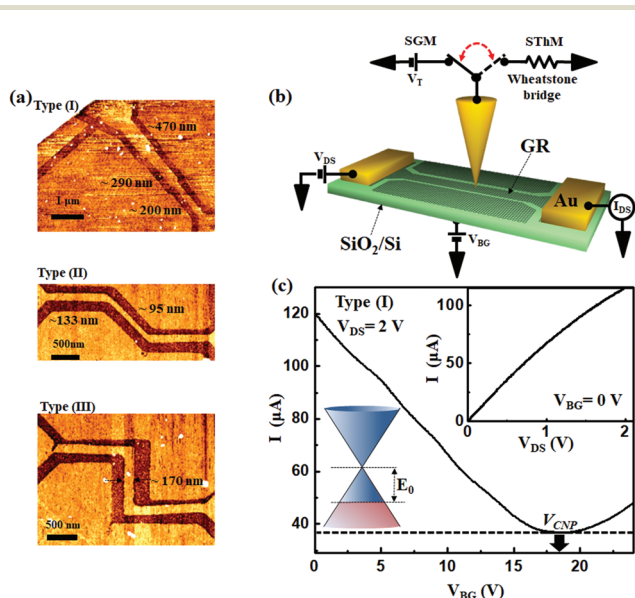 (a)
Type (I)
~470 nm
~ 290 nm
~ 200 nm
1 μm
Type (II)
~ 95 nm
~133 nm
500nm
Type (III)
~ 170 nm
500 nm
(b)
SGM
SThM
V_T
Wheatstone
bridge
GR
V_DS
Au
I_DS
SiO₂/Si
V_BG
(c)
Type (I)
V_DS= 2 V
I (μA)
120
100
80
60
40
0
5
10
15
20
V_BG (V)
E₀
V_CNP
I (μA)
100
50
0
0
1
2
V_DS (V)
V_BG= 0 V